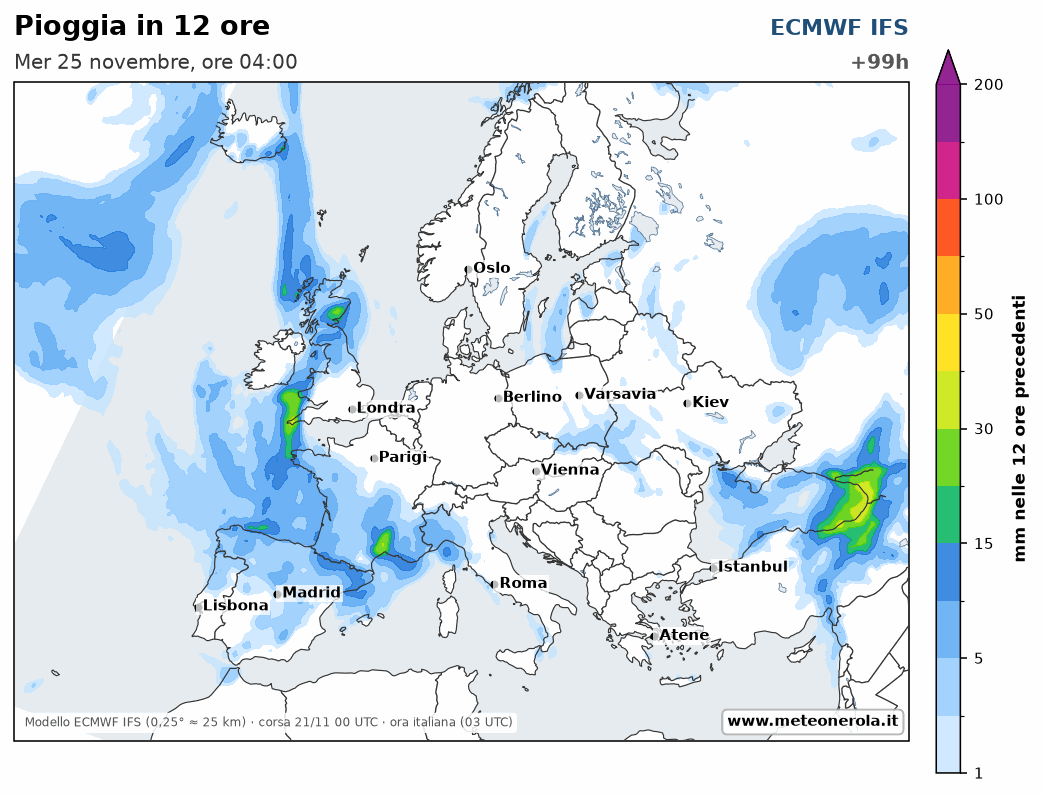 Pioggia in 12 ore
ECMWF IFS
Mer 25 novembre, ore 04:00
+99h
200
100
50
30
15
5
1
mm nelle 12 ore precedenti
Oslo
Berlino
Varsavia
Kiev
Londra
Parigi
Vienna
Istanbul
Roma
Madrid
Lisbona
Atene
Modello ECMWF IFS (0,25° ≈ 25 km) · corsa 21/11 00 UTC · ora italiana (03 UTC)
www.meteonerola.it